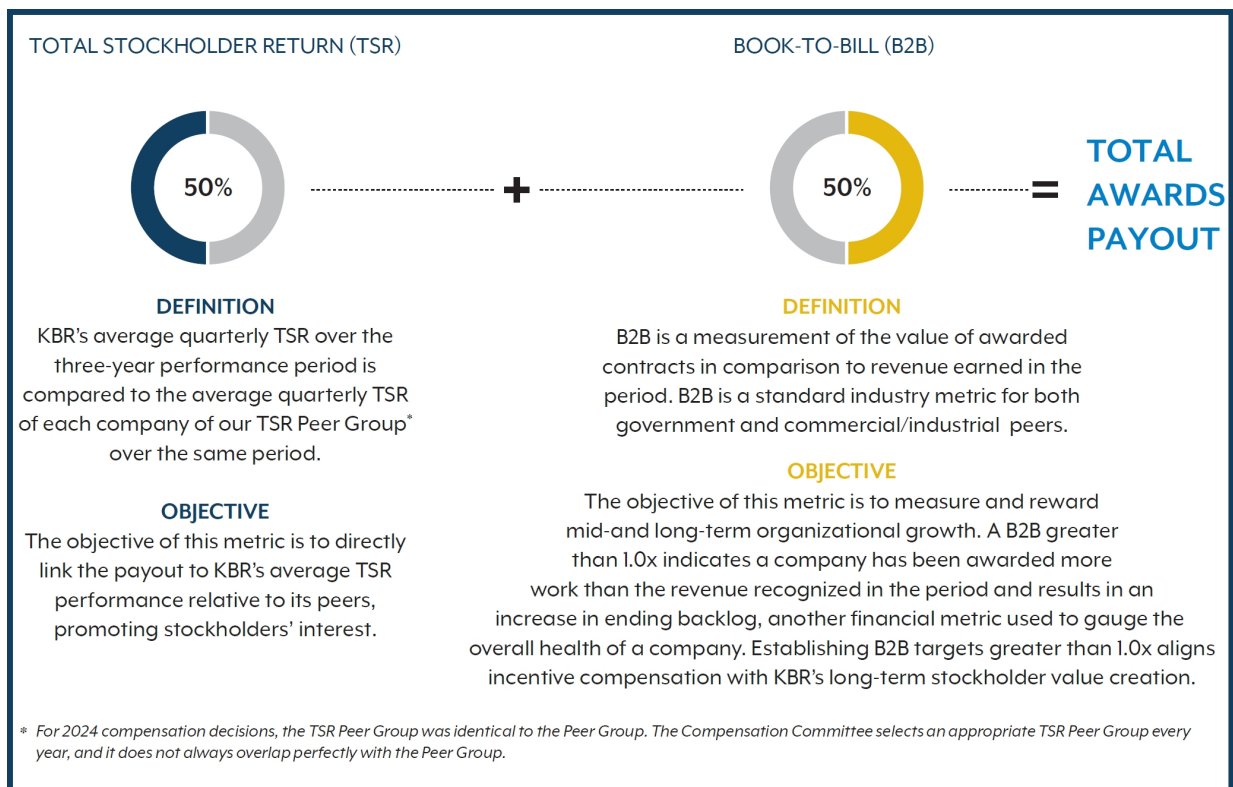 TOTAL STOCKHOLDER RETURN (TSR)
50%
DEFINITION
KBR's average quarterly TSR over the
three-year performance period is
compared to the average quarterly TSR
of each company of our TSR Peer Group*
over the same period.
OBJECTIVE
The objective of this metric is to directly
link the payout to KBR's average TSR
performance relative to its peers,
promoting stockholders' interest.
+
BOOK-TO-BILL (B2B)
50%
DEFINITION
B2B is a measurement of the value of awarded
contracts in comparison to revenue earned in the
period. B2B is a standard industry metric for both
government and commercial/industrial peers.
OBJECTIVE
The objective of this metric is to measure and reward
mid-and long-term organizational growth. A B2B greater
than 1.0x indicates a company has been awarded more
work than the revenue recognized in the period and results in an
increase in ending backlog, another financial metric used to gauge the
overall health of a company. Establishing B2B targets greater than 1.0x aligns
incentive compensation with KBR's long-term stockholder value creation.
=
TOTAL
AWARDS
PAYOUT
* For 2024 compensation decisions, the TSR Peer Group was identical to the Peer Group. The Compensation Committee selects an appropriate TSR Peer Group every
year, and it does not always overlap perfectly with the Peer Group.